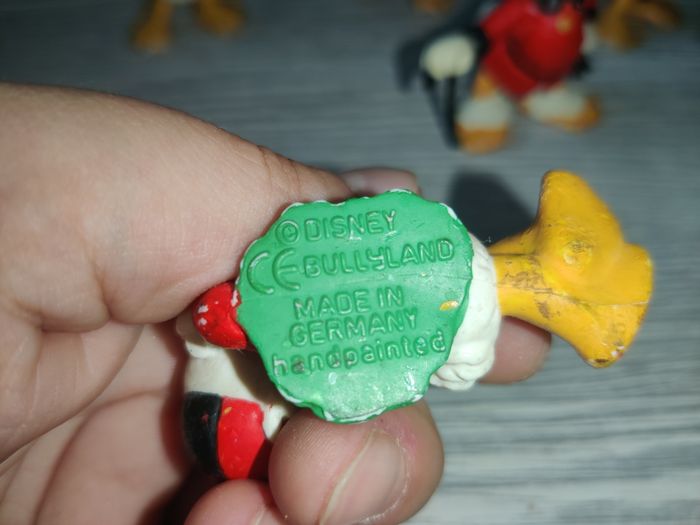 © DISNEY
CE BULLYLAND
MADE IN
GERMANY
handpainted